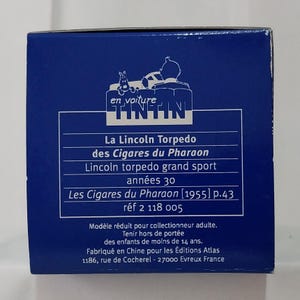 en voiture
TINTIN
La Lincoln Torpedo
des Cigares du Pharaon
Lincoln torpedo grand sport
années 30
Les Cigares du Pharaon [1955] p.43
réf 2 118 005
Modèle réduit pour collectionneur adulte.
Tenir hors de portée
des enfants de moins de 14 ans.
Fabriqué en Chine pour les Éditions Atlas
1186, rue de Cocherel - 27000 Evreux France